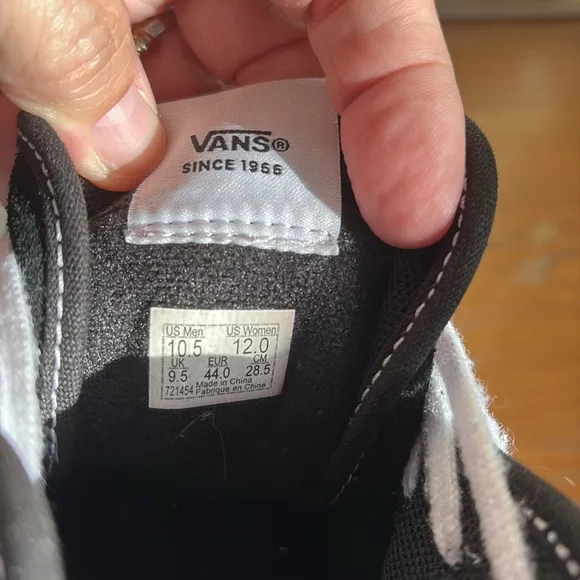 VANS®
SINCE 1966
US Men US Women
10.5 12.0
UK EUR CM
9.5 44.0 28.5
721454 Made in China
Fabriqué en Chine